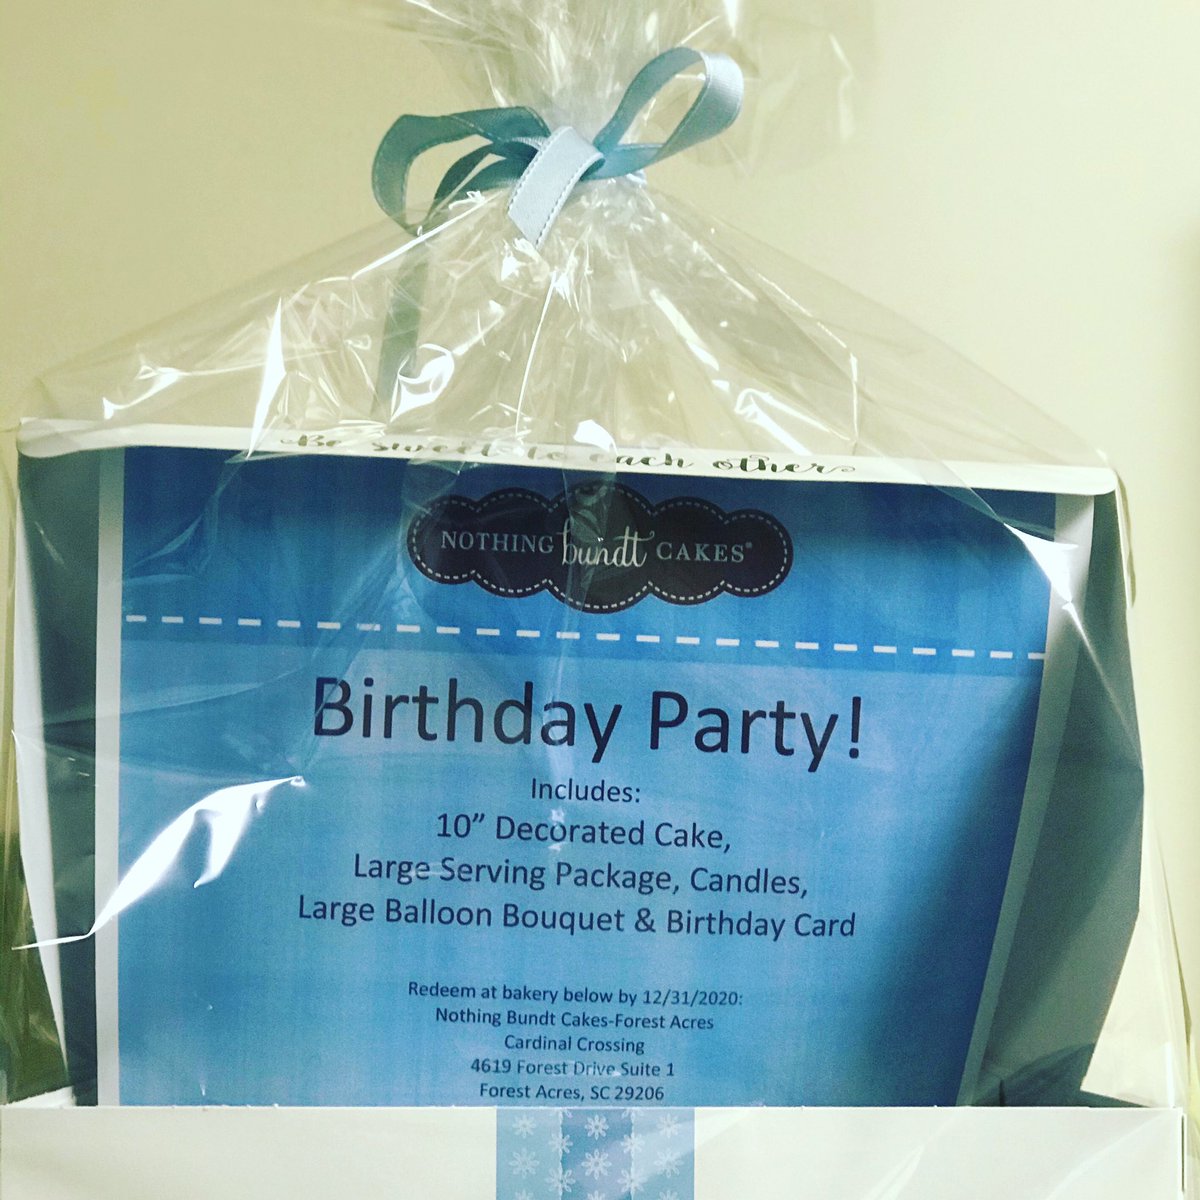 Be sweet to each other
NOTHING bundt CAKES®
Birthday Party!
Includes:
10” Decorated Cake,
Large Serving Package, Candles,
Large Balloon Bouquet & Birthday Card
Redeem at bakery below by 12/31/2020:
Nothing Bundt Cakes-Forest Acres
Cardinal Crossing
4619 Forest Drive Suite 1
Forest Acres, SC 29206